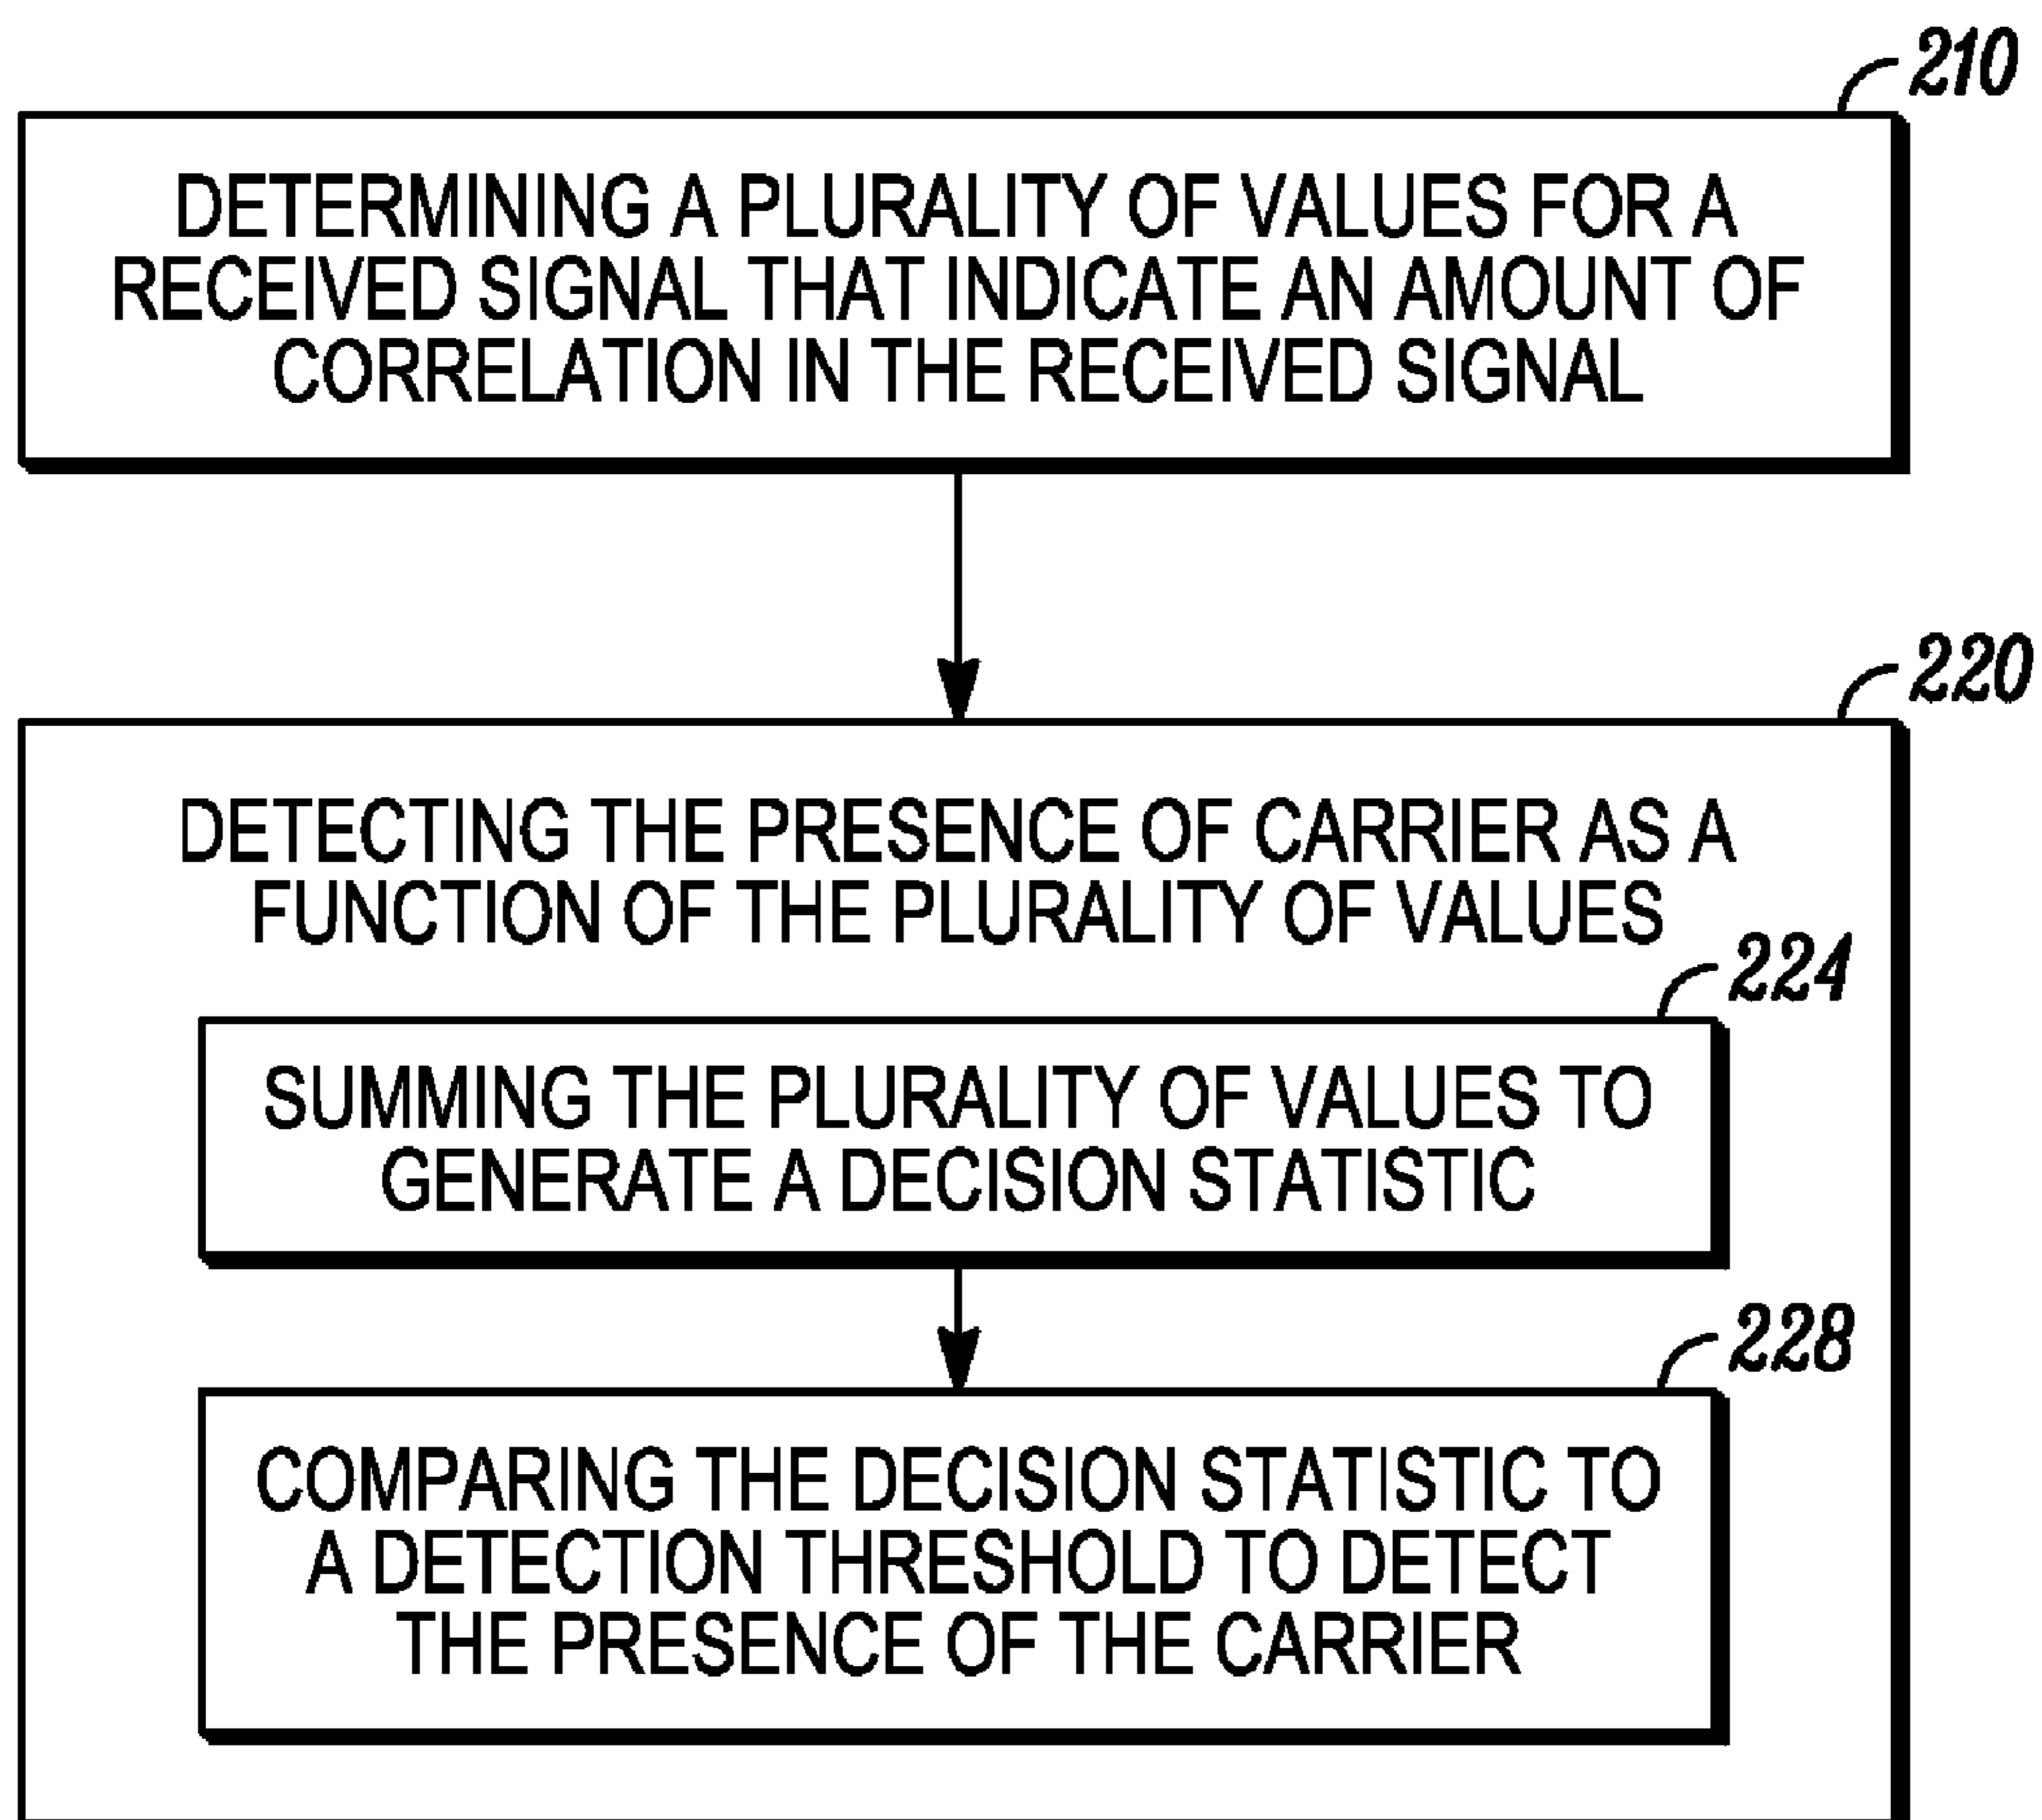 210
DETERMINING A PLURALITY OF VALUES FOR A
RECEIVED SIGNAL THAT INDICATE AN AMOUNT OF
CORRELATION IN THE RECEIVED SIGNAL
220
DETECTING THE PRESENCE OF CARRIER AS A
FUNCTION OF THE PLURALITY OF VALUES
224
SUMMING THE PLURALITY OF VALUES TO
GENERATE A DECISION STATISTIC
228
COMPARING THE DECISION STATISTIC TO
A DETECTION THRESHOLD TO DETECT
THE PRESENCE OF THE CARRIER